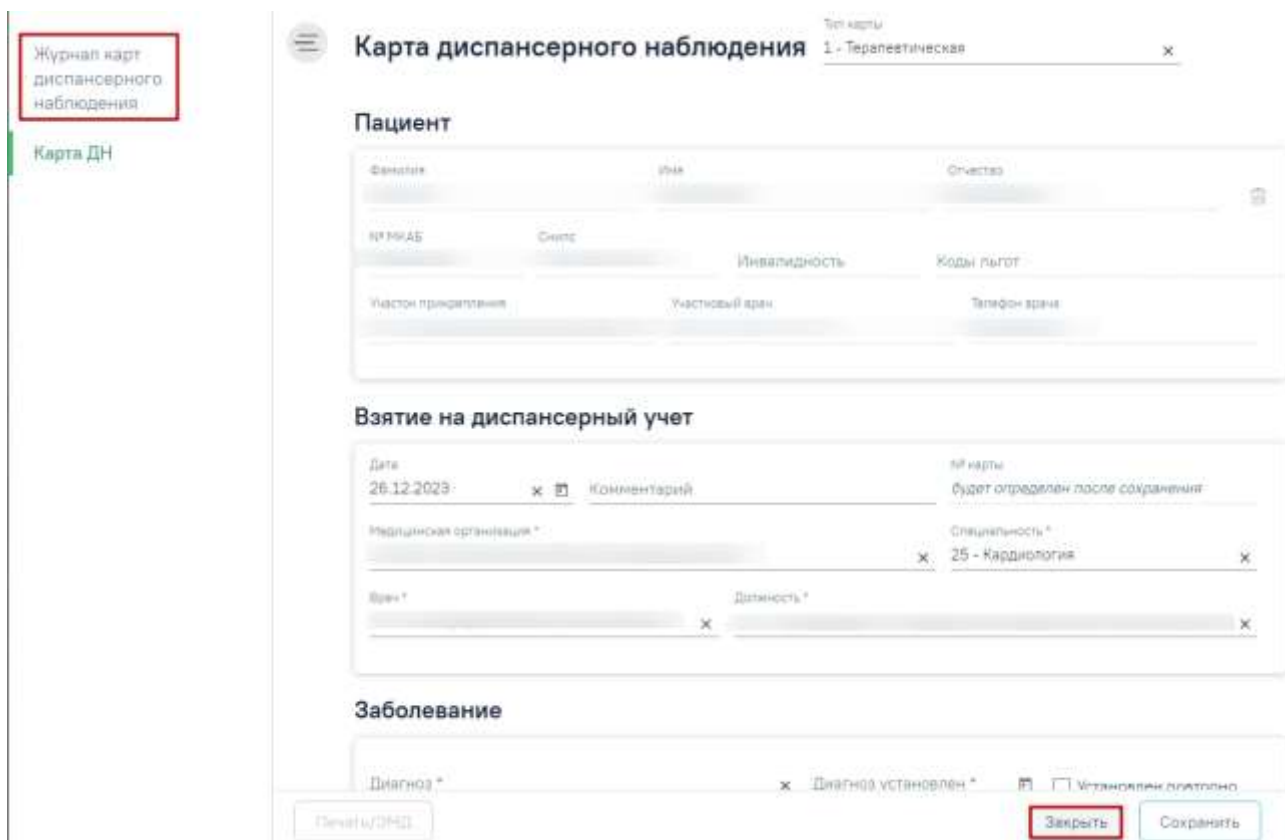 Журнал карт
диспансерного
наблюдения
Карта ДН
Карта диспансерного наблюдения
Тип карты
1 - Терапевтическая
Пациент
Фамилия Имя Отчество
№ МКАБ Снилс Инвалидность Коды льгот
Участок прикрепления Участковый врач Телефон врача
Взятие на диспансерный учет
Дата № карты
26.12.2023 Комментарий будет определен после сохранения
Медицинская организация * Специальность *
25 - Кардиология
Врач * Должность *
Заболевание
Диагноз * Диагноз установлен * Установлен повторно
Печать/ЭМД Закрыть Сохранить